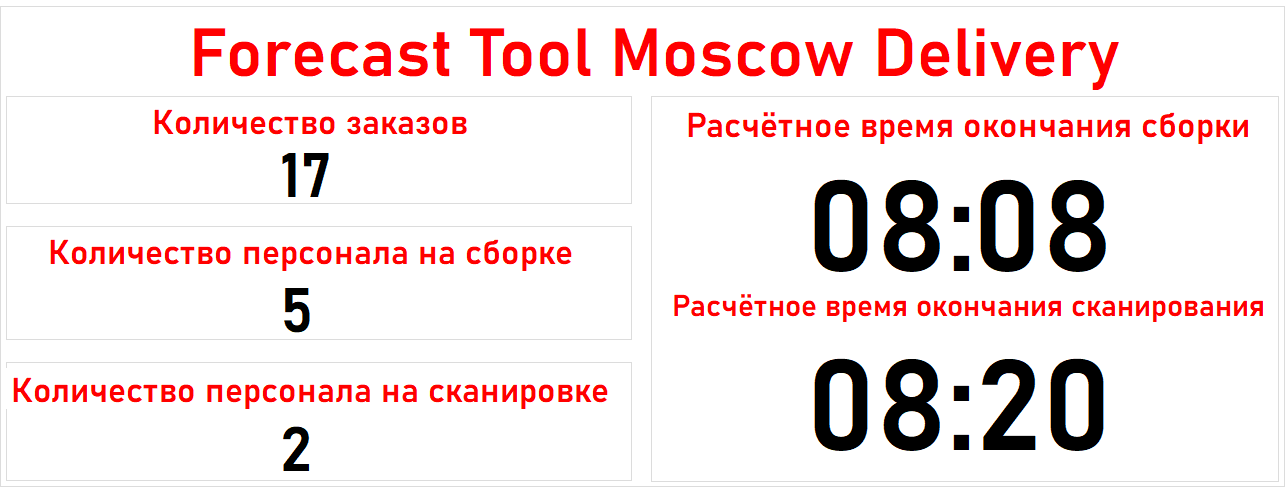 Forecast Tool Moscow Delivery
Количество заказов
17
Количество персонала на сборке
5
Количество персонала на сканировке
2
Расчётное время окончания сборки
08:08
Расчётное время окончания сканирования
08:20